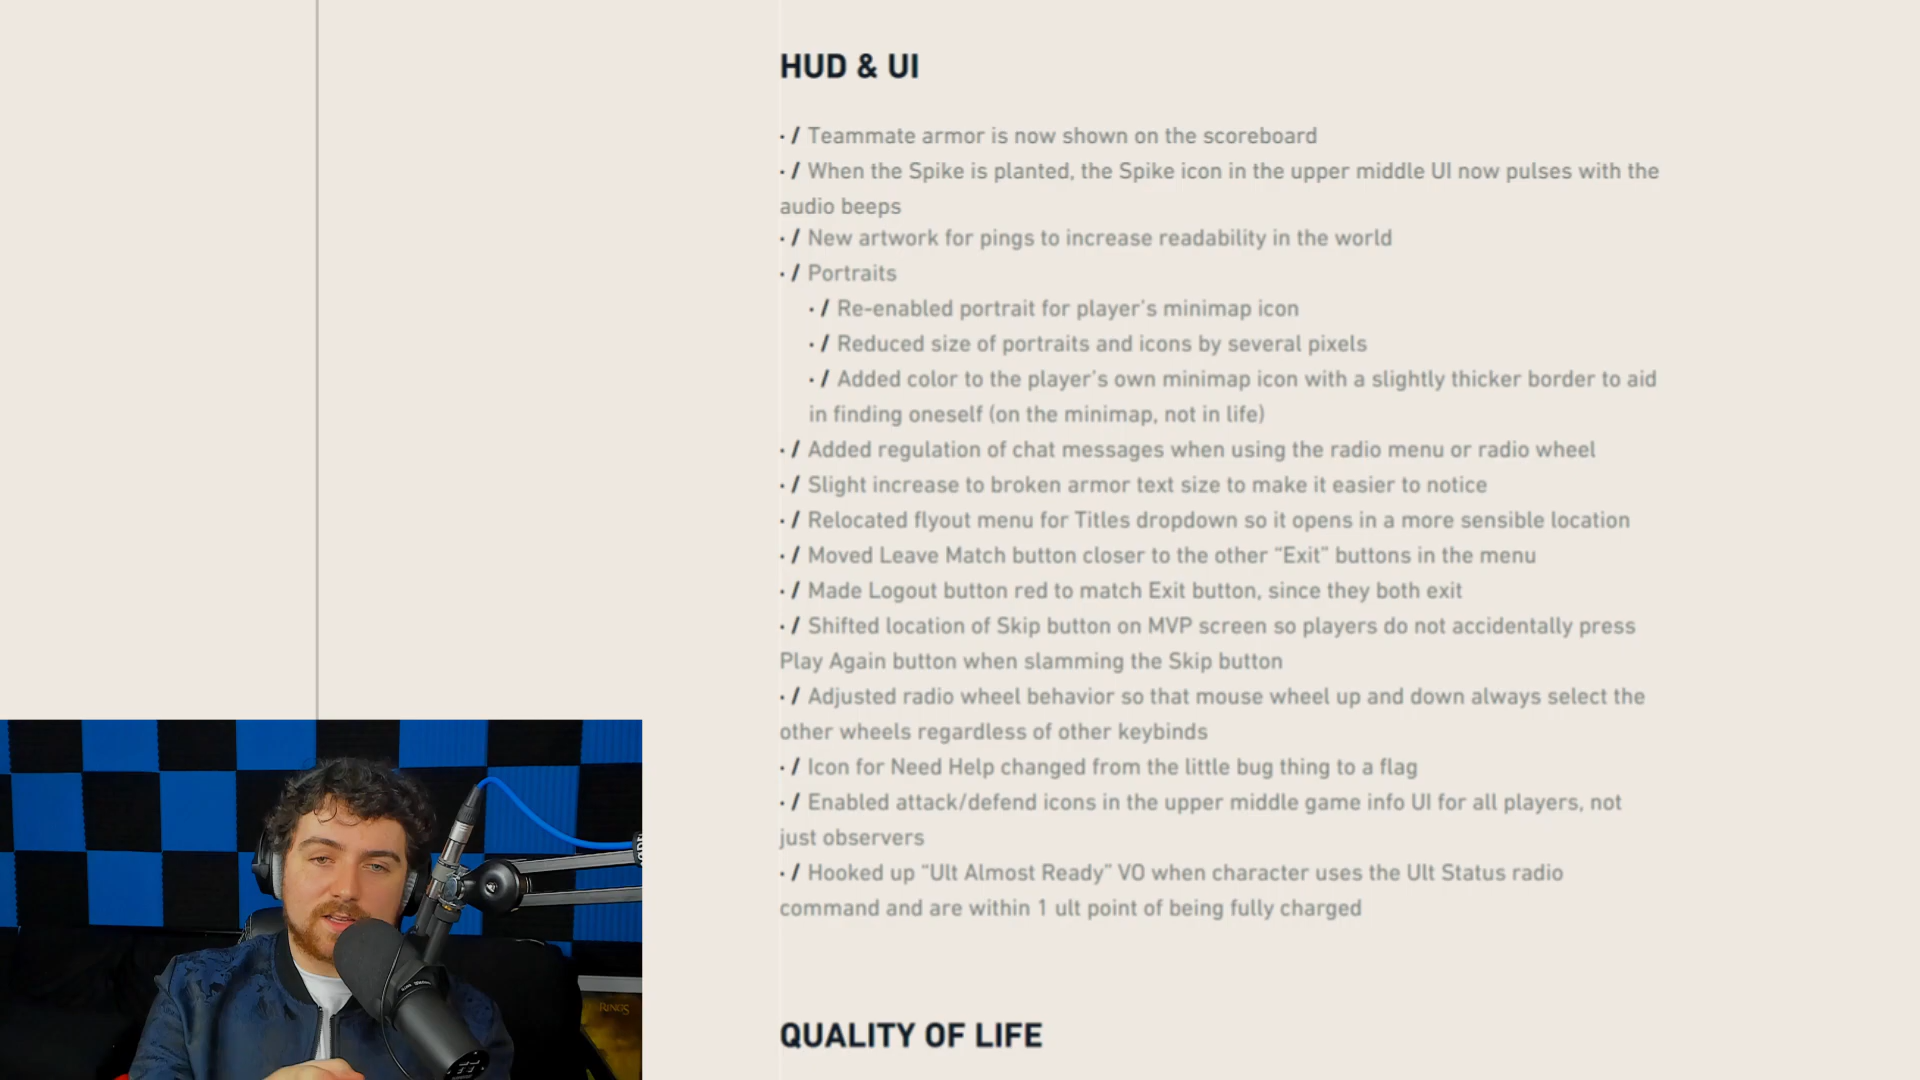 HUD & UI
· / Teammate armor is now shown on the scoreboard
· / When the Spike is planted, the Spike icon in the upper middle UI now pulses with the
audio beeps
· / New artwork for pings to increase readability in the world
· / Portraits
· / Re-enabled portrait for player’s minimap icon
· / Reduced size of portraits and icons by several pixels
· / Added color to the player’s own minimap icon with a slightly thicker border to aid
in finding oneself (on the minimap, not in life)
· / Added regulation of chat messages when using the radio menu or radio wheel
· / Slight increase to broken armor text size to make it easier to notice
· / Relocated flyout menu for Titles dropdown so it opens in a more sensible location
· / Moved Leave Match button closer to the other “Exit” buttons in the menu
· / Made Logout button red to match Exit button, since they both exit
· / Shifted location of Skip button on MVP screen so players do not accidentally press
Play Again button when slamming the Skip button
· / Adjusted radio wheel behavior so that mouse wheel up and down always select the
other wheels regardless of other keybinds
· / Icon for Need Help changed from the little bug thing to a flag
· / Enabled attack/defend icons in the upper middle game info UI for all players, not
just observers
· / Hooked up “Ult Almost Ready” VO when character uses the Ult Status radio
command and are within 1 ult point of being fully charged
RINGS
QUALITY OF LIFE